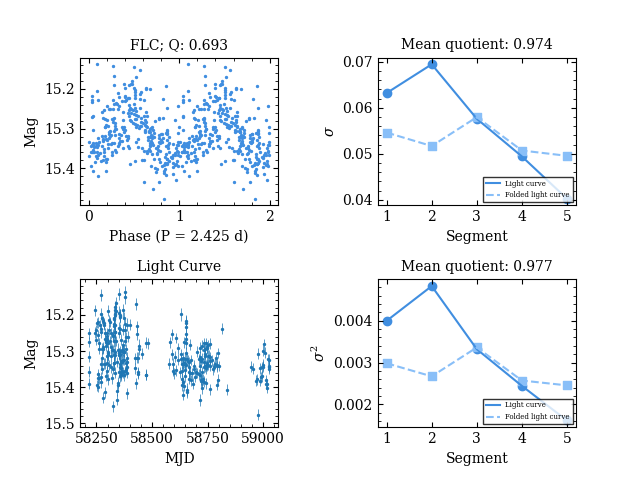 FLC; Q: 0.693
Mag
15.2
15.3
15.4
0
1
2
Phase (P = 2.425 d)
Mean quotient: 0.974
σ
0.07
0.06
0.05
0.04
1
2
3
4
5
Segment
Light curve
Folded light curve
Light Curve
Mag
15.2
15.3
15.4
15.5
58250
58500
58750
59000
MJD
Mean quotient: 0.977
σ²
0.004
0.003
0.002
1
2
3
4
5
Segment
Light curve
Folded light curve